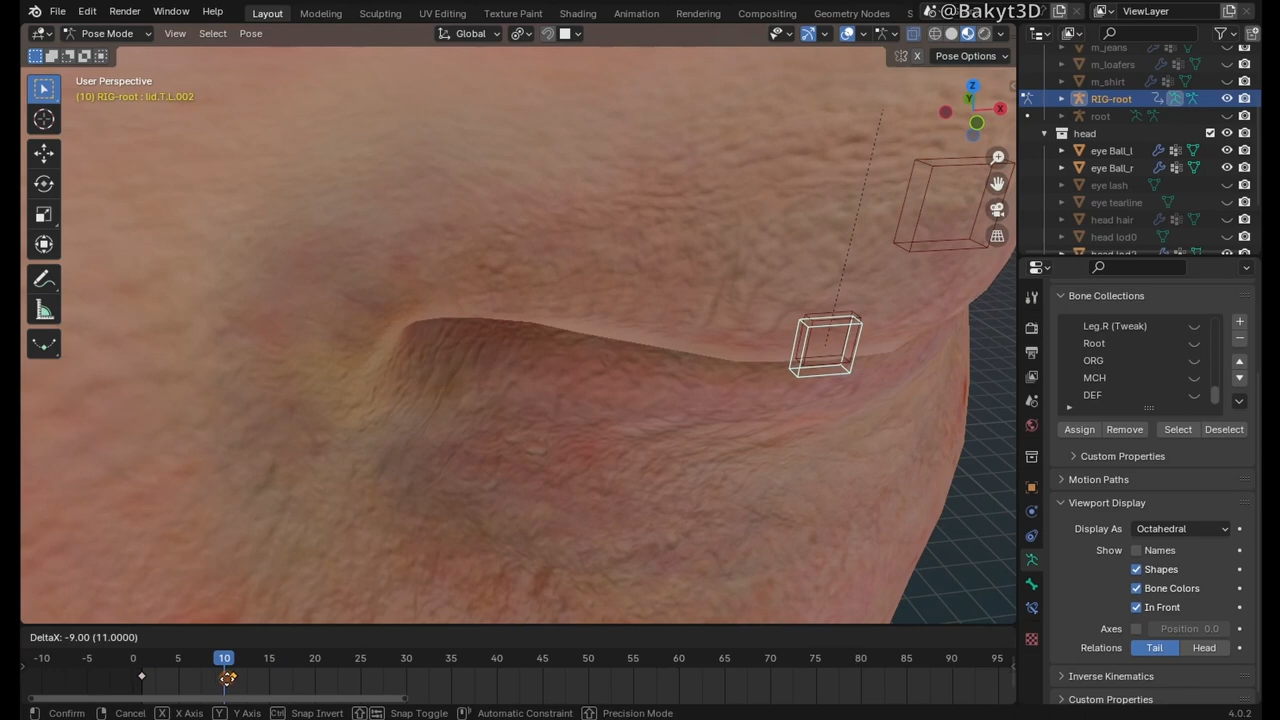 File Edit Render Window Help Layout Modeling Sculpting UV Editing Texture Paint Shading Animation Rendering Compositing Geometry Nodes @Bakyt3D ViewLayer
Pose Mode View Select Pose Global
X Pose Options
User Perspective
(10) RIG-root : lid.T.L.002
Z
Y
X
m_jeans
m_loafers
m_shirt
RIG-root
root
head
eye Ball_l
eye Ball_r
eye lash
eye tearline
head hair
head lod0
Bone Collections
Leg.R (Tweak)
Root
ORG
MCH
DEF
Assign Remove Select Deselect
Custom Properties
Motion Paths
Viewport Display
Display As Octahedral
Show Names
Shapes
Bone Colors
In Front
Axes Position 0.0
Relations Tail Head
Inverse Kinematics
Custom Properties
DeltaX: -9.00 (11.0000)
-10 -5 0 5 10 15 20 25 30 35 40 45 50 55 60 65 70 75 80 85 90 95
Confirm Cancel X X Axis Y Y Axis Ctrl Snap Invert Snap Toggle Automatic Constraint Precision Mode 4.0.2